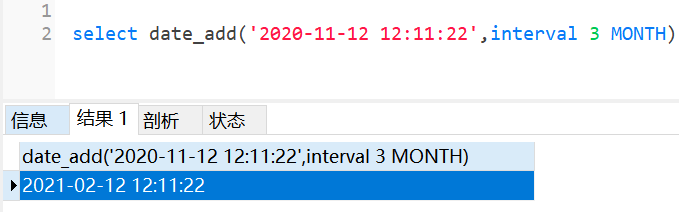 1
2 select date_add('2020-11-12 12:11:22',interval 3 MONTH)
信息 结果 1 剖析 状态
date_add('2020-11-12 12:11:22',interval 3 MONTH)
2021-02-12 12:11:22